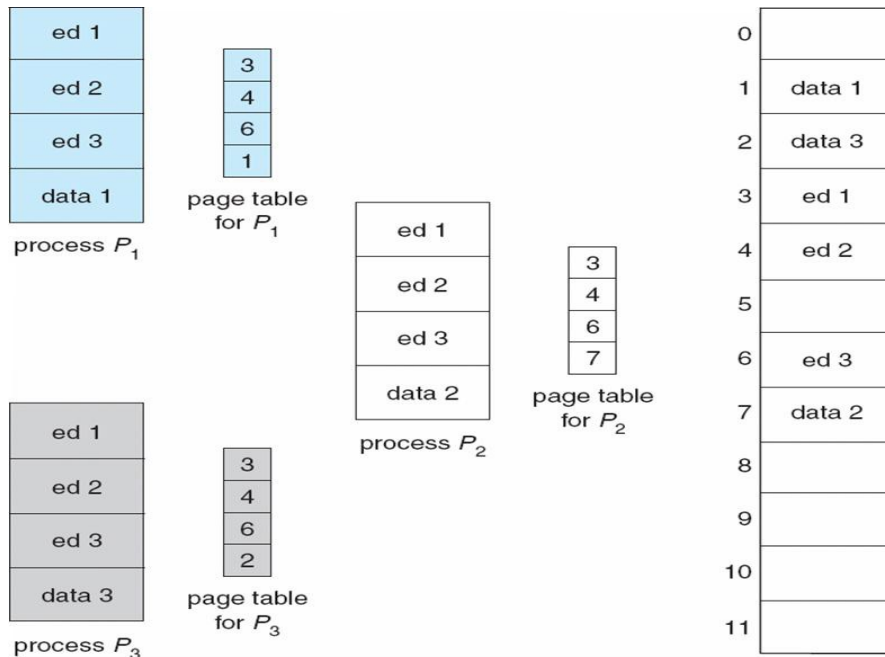 ed 1
ed 2
ed 3
data 1
process P1
3
4
6
1
page table
for P1
ed 1
ed 2
ed 3
data 2
process P2
3
4
6
7
page table
for P2
ed 1
ed 2
ed 3
data 3
process P3
3
4
6
2
page table
for P3
0
1 data 1
2 data 3
3 ed 1
4 ed 2
5
6 ed 3
7 data 2
8
9
10
11